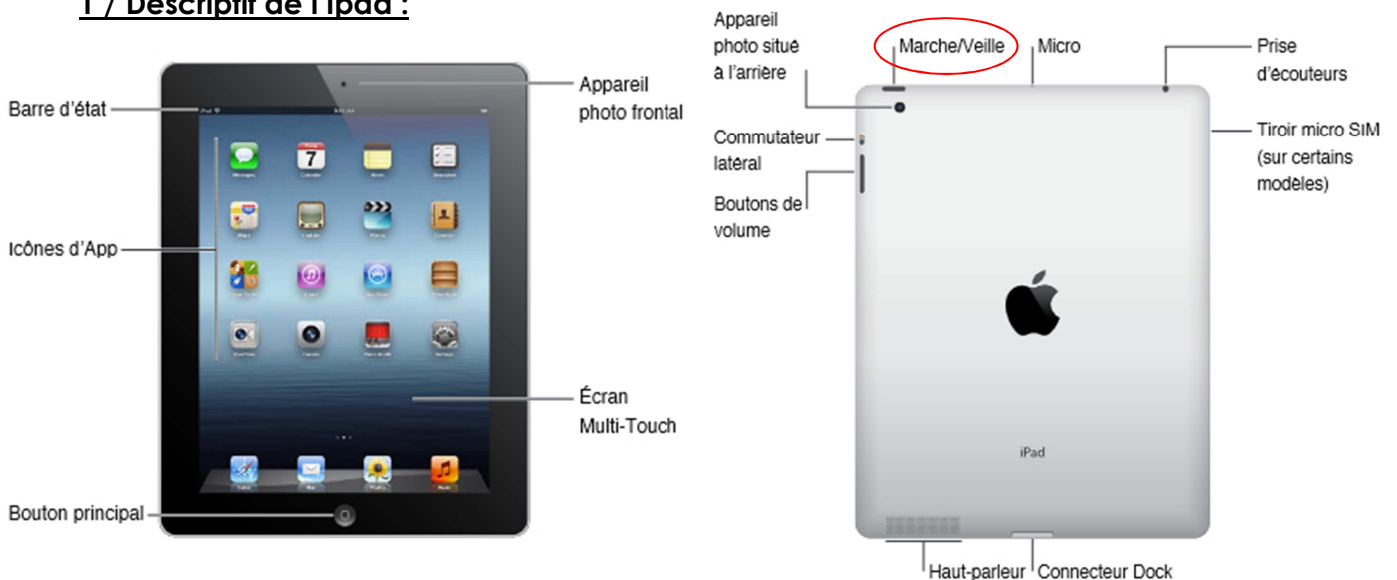 1 / Descriptif de l'ipad :
Barre d'état
Icônes d'App
Bouton principal
Appareil
photo frontal
Écran
Multi-Touch
7
Appareil
photo situé
à l'arrière
Marche/Veille
Micro
Prise
d'écouteurs
Commutateur
latéral
Boutons de
volume
Tiroir micro SIM
(sur certains
modèles)
iPad
Haut-parleur
Connecteur Dock